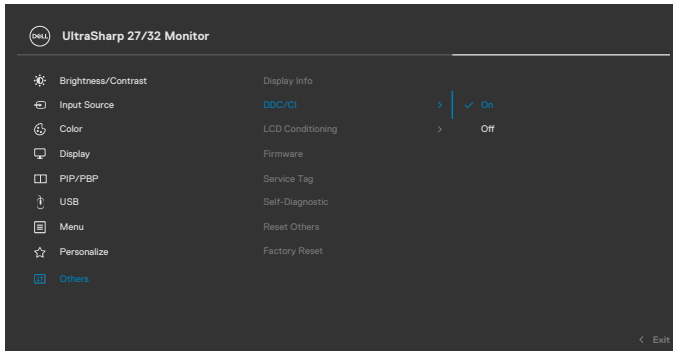 DELL UltraSharp 27/32 Monitor
Brightness/Contrast Display Info
Input Source DDC/CI > ✓ On
Color LCD Conditioning > Off
Display Firmware
PIP/PBP Service Tag
USB Self-Diagnostic
Menu Reset Others
Personalize Factory Reset
Others
< Exit